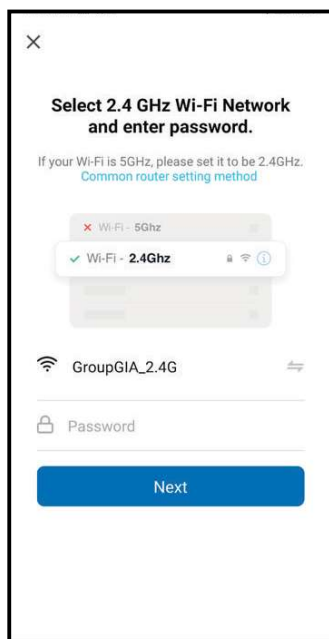 Select 2.4 GHz Wi-Fi Network
and enter password.
If your Wi-Fi is 5GHz, please set it to be 2.4GHz.
Common router setting method
Wi-Fi - 5Ghz
Wi-Fi - 2.4Ghz
GroupGIA_2.4G
Password
Next